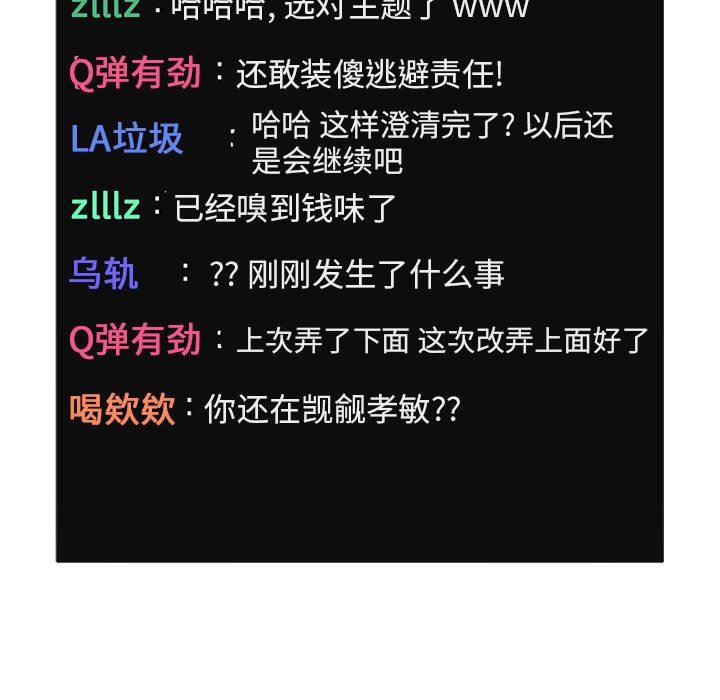 zlllz：哈哈哈, 选对主题了 www
Q弹有劲：还敢装傻逃避责任!
LA垃圾：哈哈 这样澄清完了? 以后还
是会继续吧
zlllz：已经嗅到钱味了
乌轨：?? 刚刚发生了什么事
Q弹有劲：上次弄了下面 这次改弄上面好了
喝欸欸：你还在觊觎孝敏??